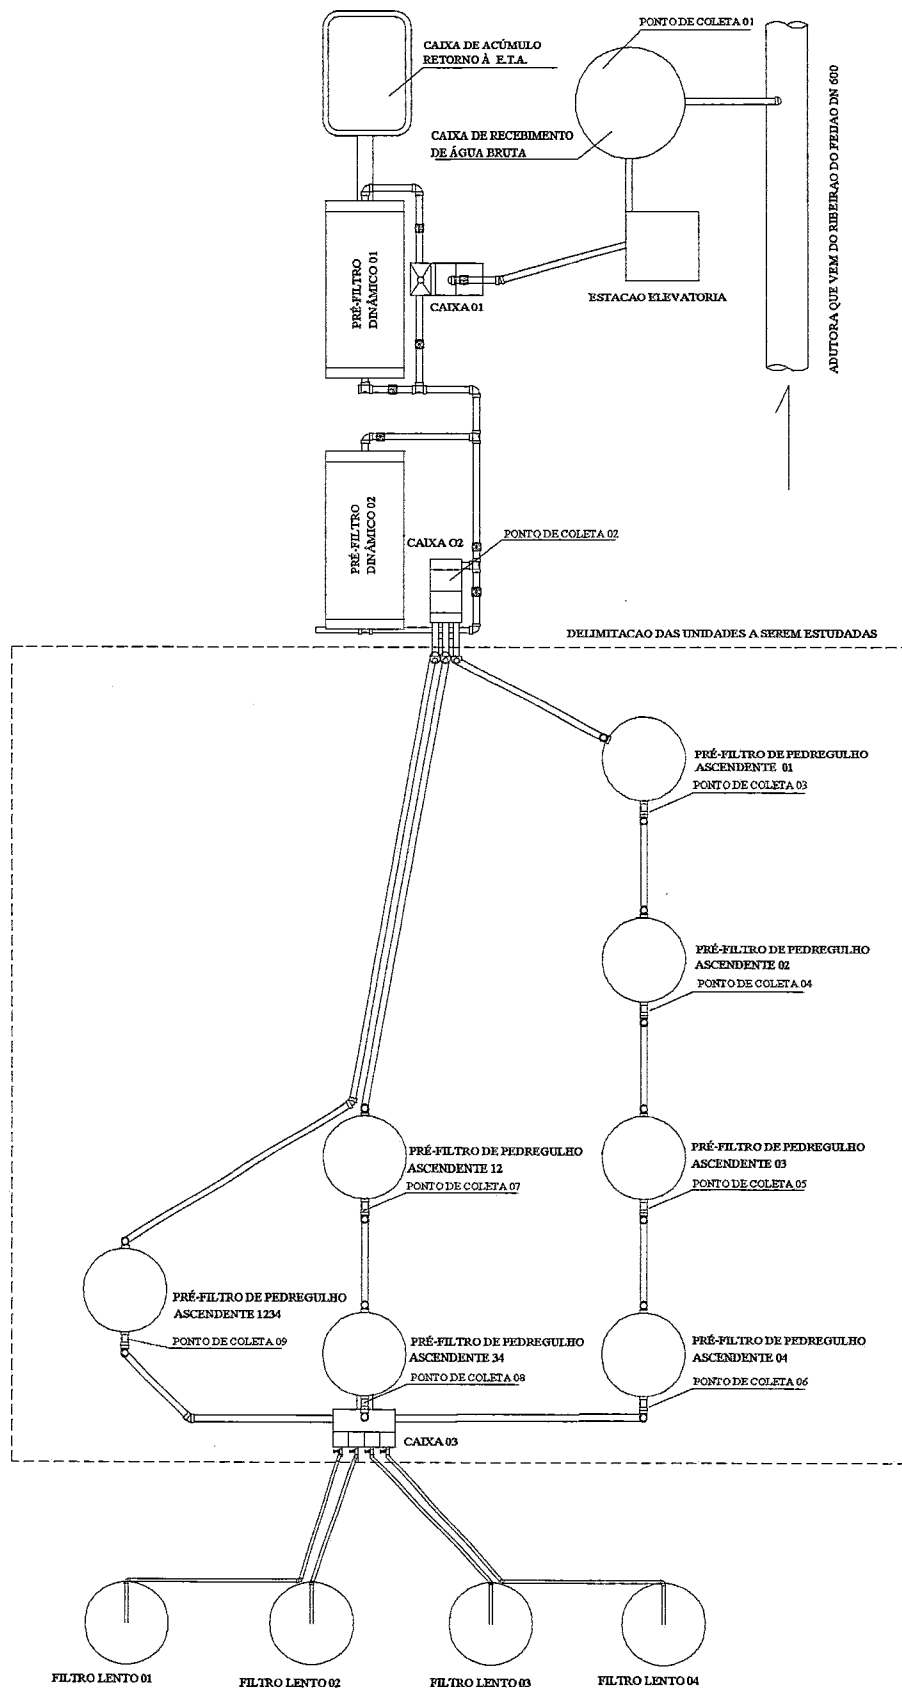 PONTO DE COLETA 01
CAIXA DE ACÚMULO
RETORNO À E.T.A.
CAIXA DE RECEBIMENTO
DE ÁGUA BRUTA
ADUTORA QUE VEM DO RIBEIRAO DO FEIJAO DN 600
PRÉ-FILTRO
DINÂMICO 01
ESTACAO ELEVATORIA
CAIXA 01
PRÉ-FILTRO
DINÂMICO 02
CAIXA O2
PONTO DE COLETA 02
DELIMITACAO DAS UNIDADES A SEREM ESTUDADAS
PRÉ-FILTRO DE PEDREGULHO
ASCENDENTE 01
PONTO DE COLETA 03
PRÉ-FILTRO DE PEDREGULHO
ASCENDENTE 02
PONTO DE COLETA 04
PRÉ-FILTRO DE PEDREGULHO
ASCENDENTE 12
PONTO DE COLETA 07
PRÉ-FILTRO DE PEDREGULHO
ASCENDENTE 03
PONTO DE COLETA 05
PRÉ-FILTRO DE PEDREGULHO
ASCENDENTE 1234
PONTO DE COLETA 09
PRÉ-FILTRO DE PEDREGULHO
ASCENDENTE 34
PONTO DE COLETA 08
PRÉ-FILTRO DE PEDREGULHO
ASCENDENTE 04
PONTO DE COLETA 06
CAIXA 03
FILTRO LENTO 01
FILTRO LENTO 02
FILTRO LENTO 03
FILTRO LENTO 04